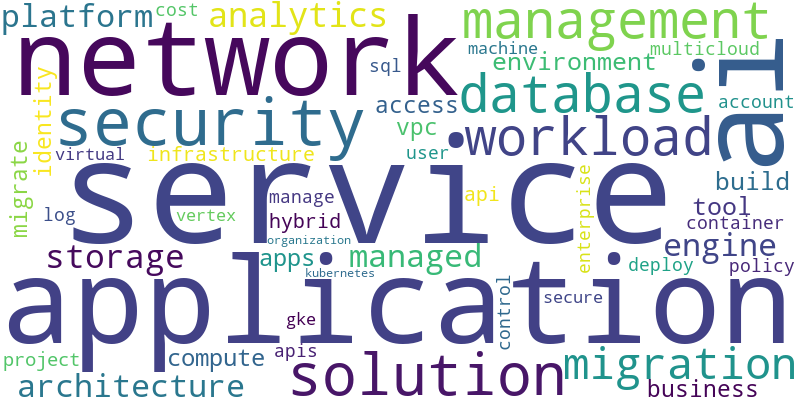 platform
cost
analytics
management
network
machine
multicloud
sql
environment
ai
identity
security
access
database
account
vpc
workload
migrate
virtual
infrastructure
user
service
build
log
vertex
manage
hybrid
api
enterprise
tool
container
organization
storage
apps
managed
engine
kubernetes
deploy
policy
application
control
secure
gke
project
compute
apis
solution
migration
architecture
business